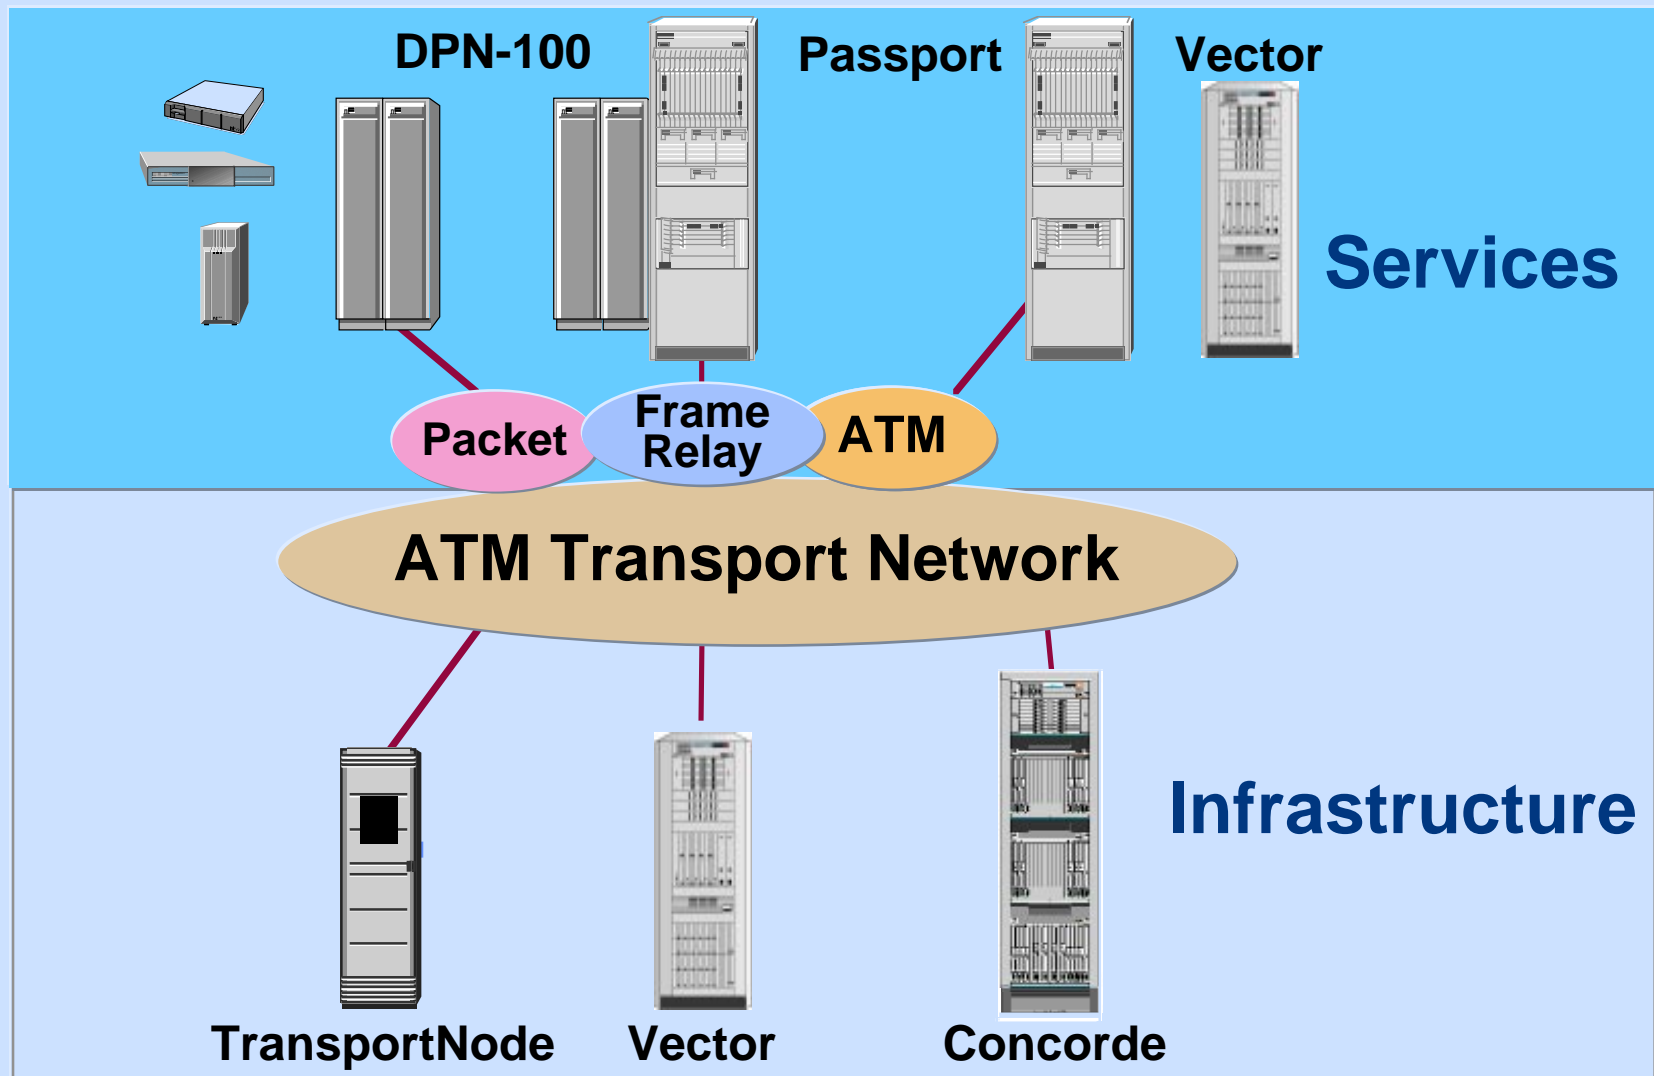 DPN-100
Passport
Vector
Services
Packet
Frame
Relay
ATM
ATM Transport Network
Infrastructure
TransportNode
Vector
Concorde